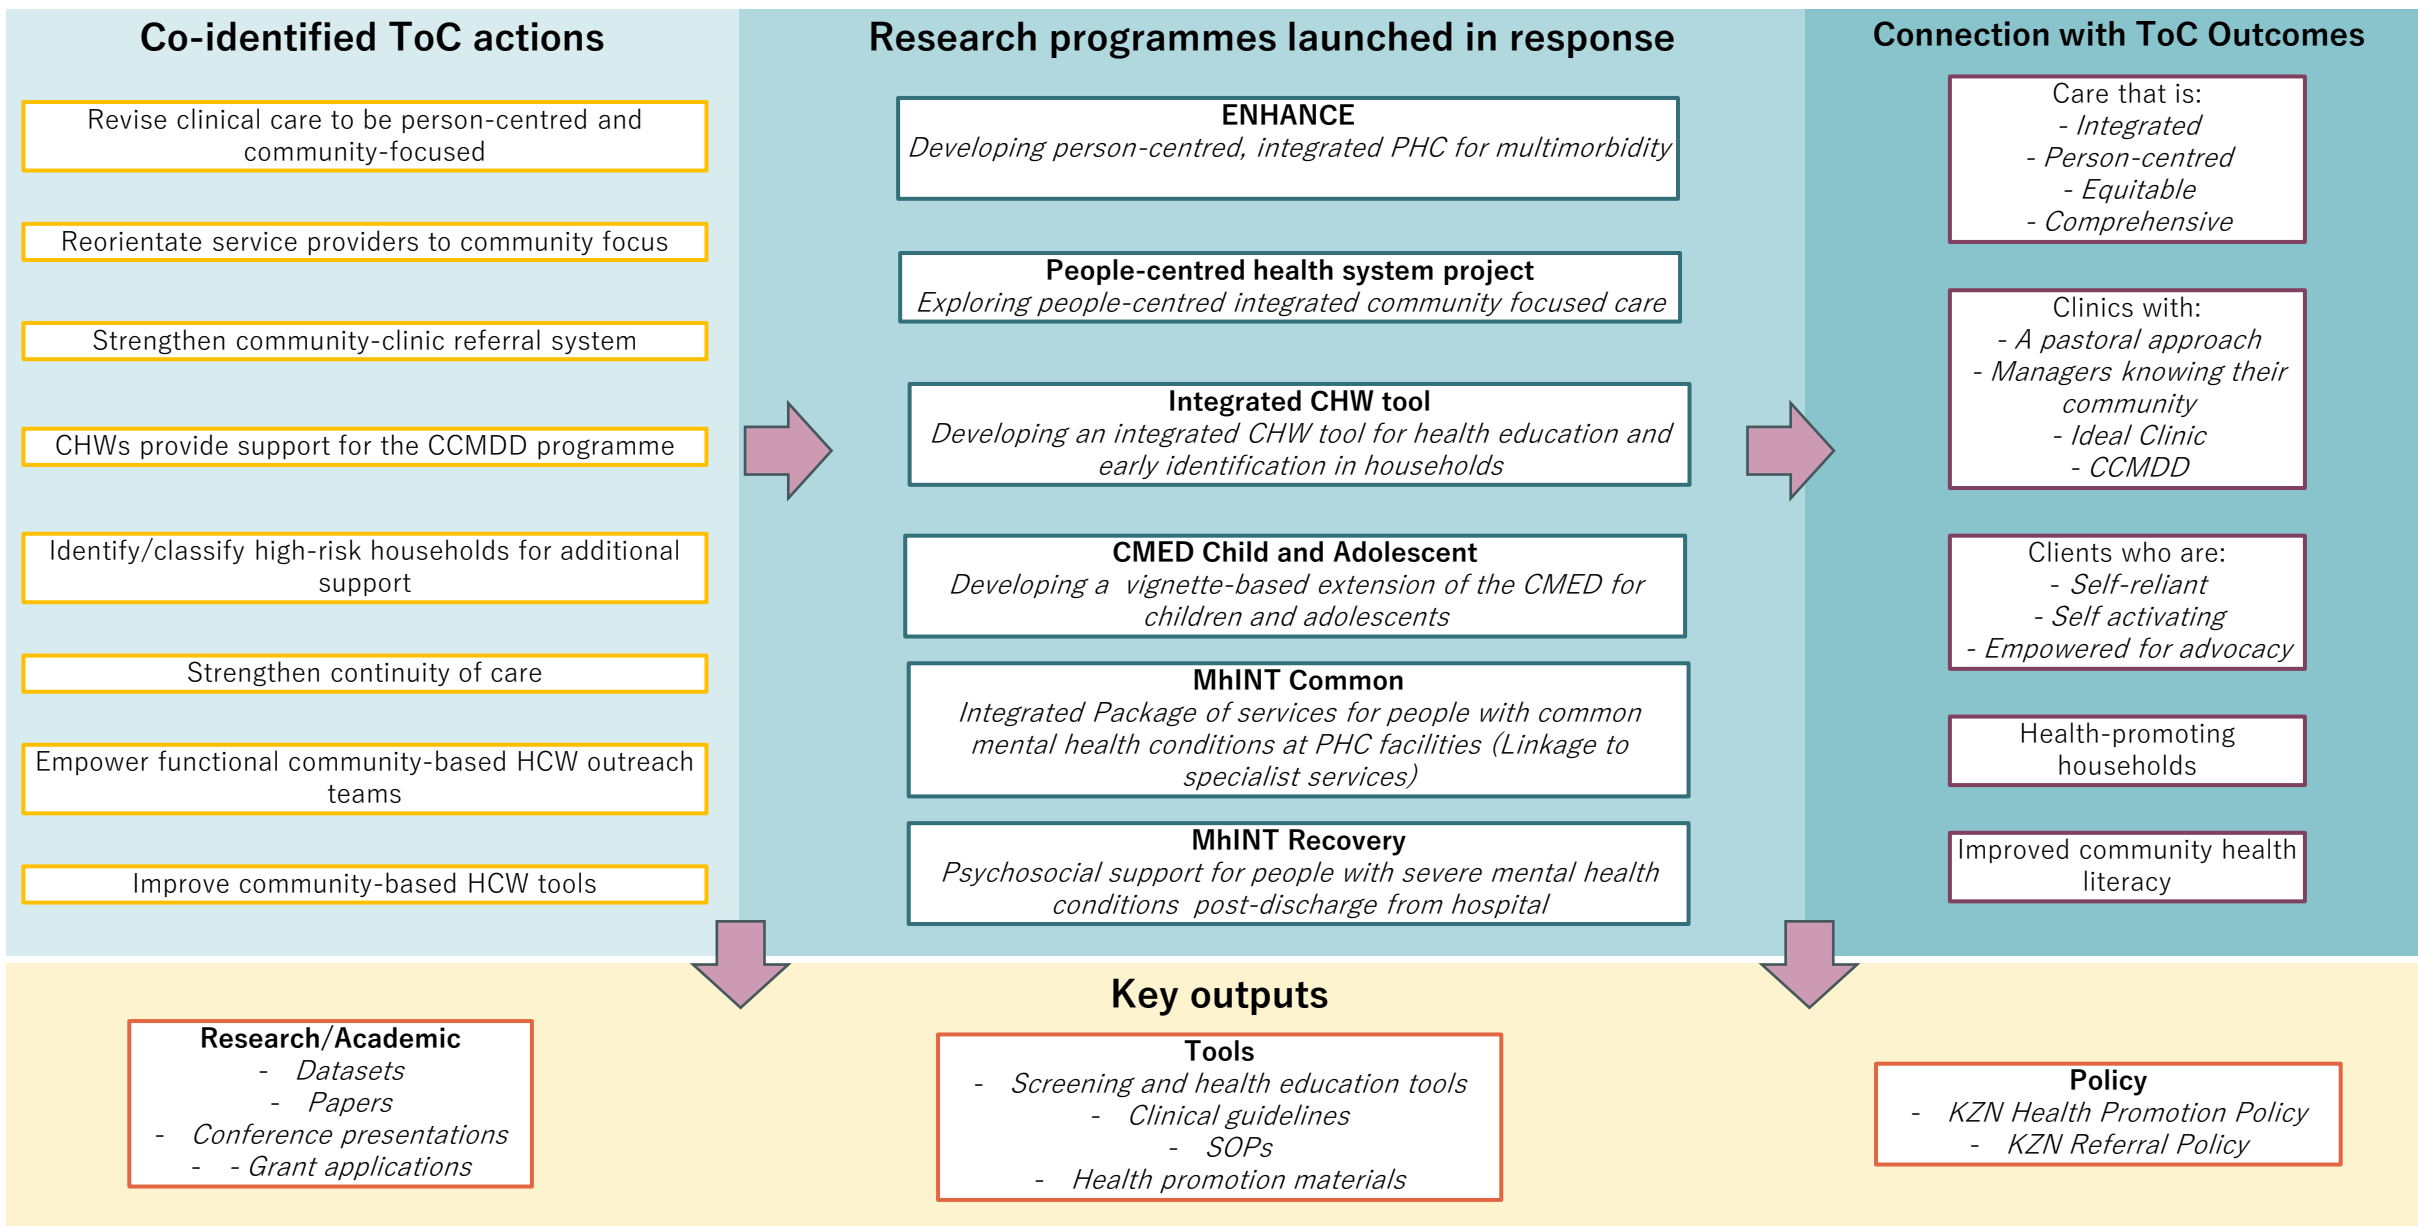 Co-identified ToC actions
Revise clinical care to be person-centred and
community-focused
Reorientate service providers to community focus
Strengthen community-clinic referral system
CHWs provide support for the CCMDD programme
Identify/classify high-risk households for additional
support
Strengthen continuity of care
Empower functional community-based HCW outreach
teams
Improve community-based HCW tools
Research programmes launched in response
ENHANCE
Developing person-centred, integrated PHC for multimorbidity
People-centred health system project
Exploring people-centred integrated community focused care
Integrated CHW tool
Developing an integrated CHW tool for health education and
early identification in households
CMED Child and Adolescent
Developing a  vignette-based extension of the CMED for
children and adolescents
MhINT Common
Integrated Package of services for people with common
mental health conditions at PHC facilities (Linkage to
specialist services)
MhINT Recovery
Psychosocial support for people with severe mental health
conditions  post-discharge from hospital
Connection with ToC Outcomes
Care that is:
- Integrated
- Person-centred
- Equitable
- Comprehensive
Clinics with:
- A pastoral approach
- Managers knowing their
community
- Ideal Clinic
- CCMDD
Clients who are:
- Self-reliant
- Self activating
- Empowered for advocacy
Health-promoting
households
Improved community health
literacy
Key outputs
Research/Academic
- Datasets
- Papers
- Conference presentations
- - Grant applications
Tools
- Screening and health education tools
- Clinical guidelines
- SOPs
- Health promotion materials
Policy
- KZN Health Promotion Policy
- KZN Referral Policy